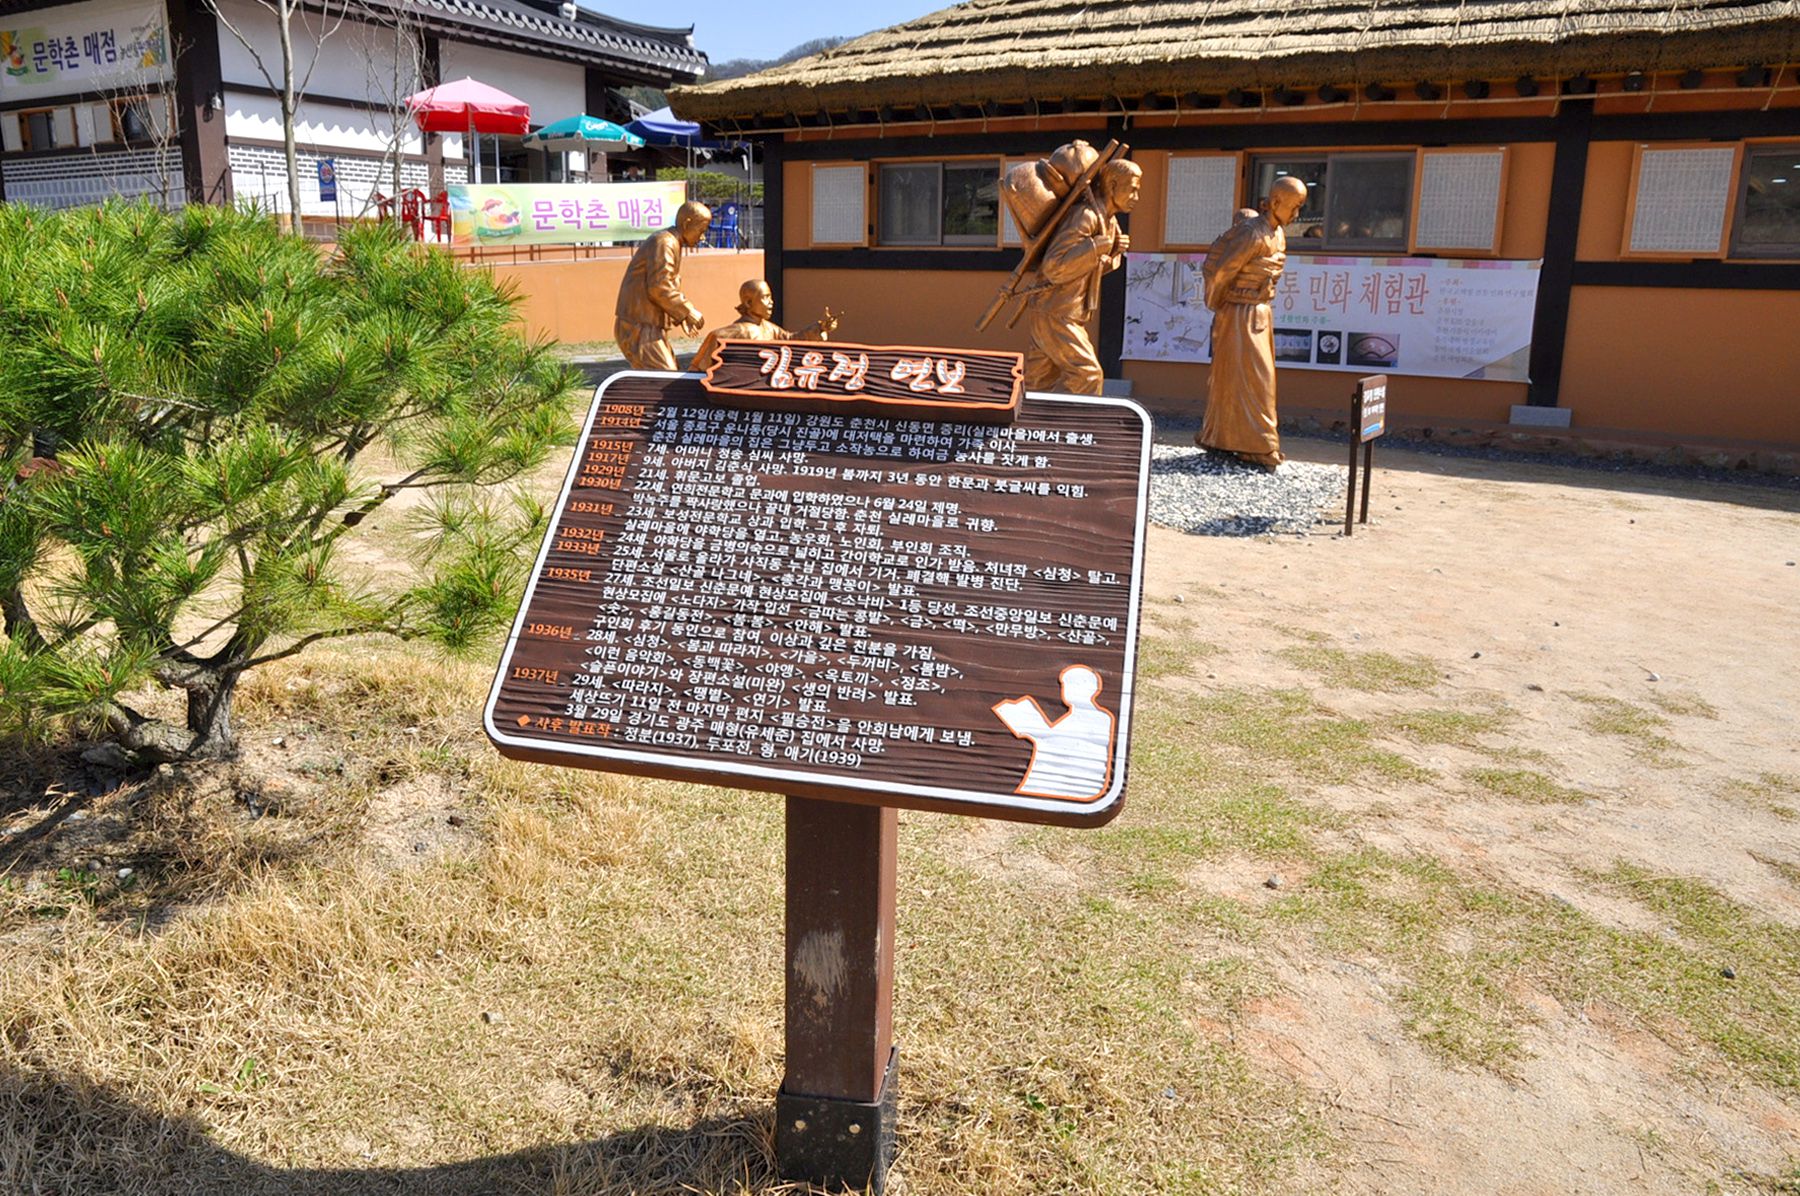 문학촌 매점
문학촌 매점
민화 체험관
김유정 연보
1908년_ 2월 12일(음력 1월 11일) 강원도 춘천시 신동면 증리(실레마을)에서 출생.
1914년_ 서울 종로구 운니동(당시 진골)에 대저택을 마련하여 가족 이사
춘천 실레마을의 집은 그냥두고 소작농으로 하여금 농사를 짓게 함.
1915년_ 7세. 어머니 청송 심씨 사망.
1917년_ 9세. 아버지 김춘식 사망. 1919년 봄까지 3년 동안 한문과 붓글씨를 익힘.
1929년_ 21세. 휘문고보 졸업.
1930년_ 22세. 연희전문학교 문과에 입학하였으나 6월 24일 제명.
박녹주를 짝사랑했으나 끝내 거절당함. 춘천 실레마을로 귀향.
1931년_ 23세. 보성전문학교 상과 입학. 그 후 자퇴.
실레마을에 야학당을 열고, 농우회, 노인회, 부인회 조직.
1932년_ 24세. 야학당을 금병의숙으로 넓히고 간이학교로 인가 받음. 처녀작 <심청> 탈고.
1933년_ 25세. 서울로 올라가 사직동 누님 집에서 기거. 폐결핵 발병 진단.
단편소설 <산골 나그네>, <총각과 맹꽁이> 발표.
1935년_ 27세. 조선일보 신춘문예 현상모집에 <소낙비> 1등 당선. 조선중앙일보 신춘문예
현상모집에 <노다지> 가작 입선 <금따는 콩밭>, <금>, <떡>, <만무방>, <산골>,
<솟>, <홍길동전>, <봄봄>, <안해> 발표.
구인회 후기 동인으로 참여. 이상과 깊은 친분을 가짐.
1936년_ 28세. <심청>, <봄과 따라지>, <가을>, <두꺼비>, <봄밤>,
<이런 음악회>, <동백꽃>, <야앵>, <옥토끼>, <정조>,
<슬픈이야기>와 장편소설(미완) <생의 반려> 발표.
1937년_ 29세. <따라지>, <땡볕>, <연기> 발표.
세상뜨기 11일 전 마지막 편지 <필승전>을 안회남에게 보냄.
3월 29일 경기도 광주 매형(유세준) 집에서 사망.
◆ 사후 발표작 : 정분(1937), 두포전, 형, 애기(1939)